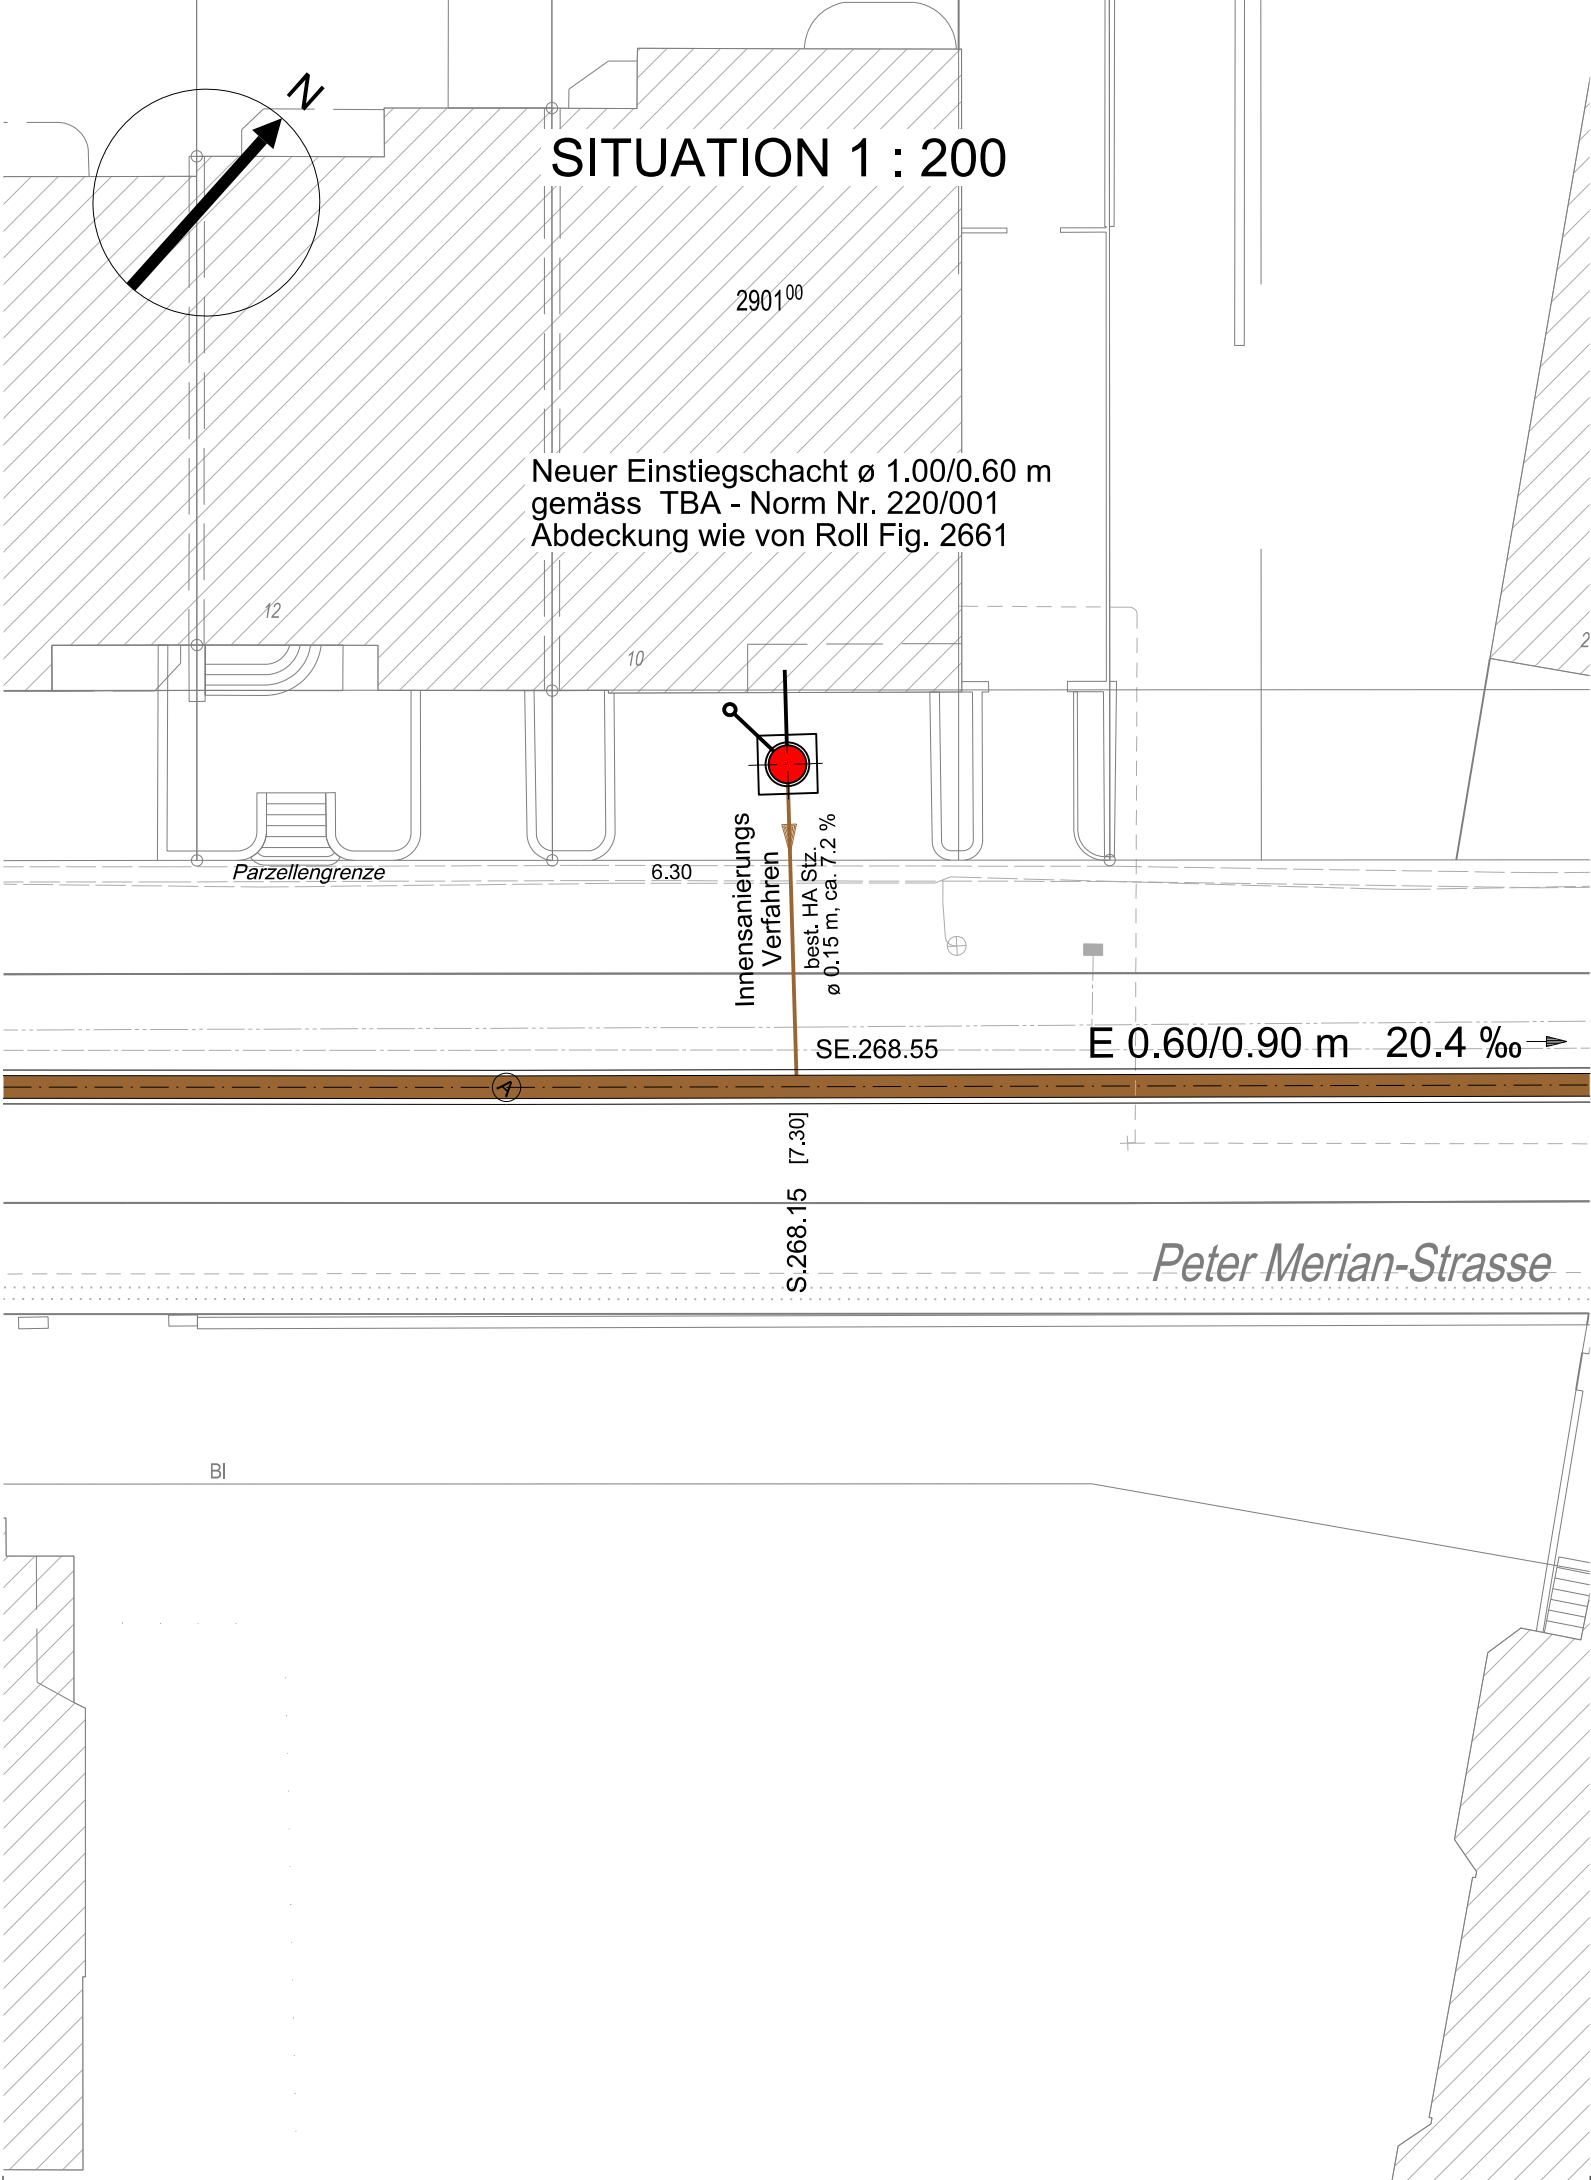 N
SITUATION 1 : 200
2901⁰⁰
Neuer Einstiegschacht ø 1.00/0.60 m
gemäss TBA - Norm Nr. 220/001
Abdeckung wie von Roll Fig. 2661
12
10
2
Parzellengrenze
6.30
Innensanierungs
Verfahren
best. HA Stz.
ø 0.15 m, ca. 7.2 %
SE.268.55
E 0.60/0.90 m 20.4 ‰
A
[7.30]
S.268.15
Peter Merian-Strasse
BI